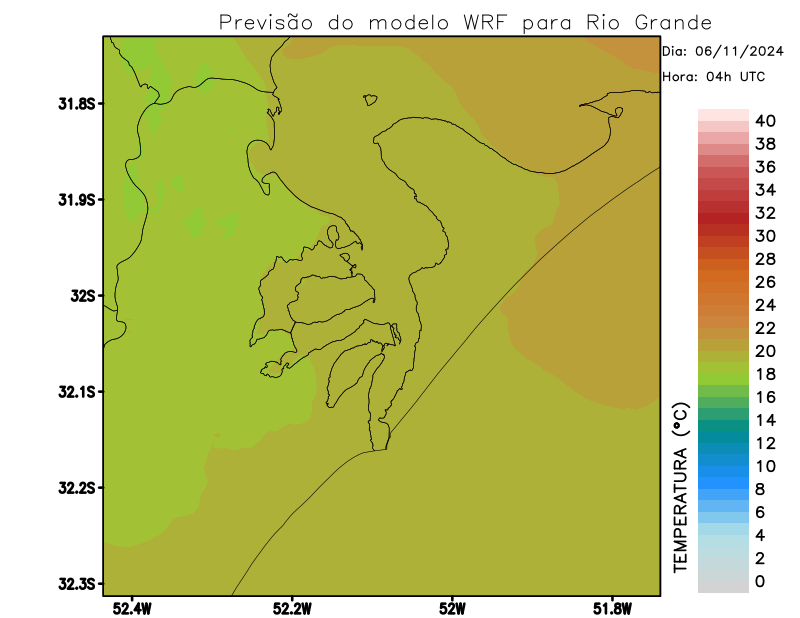 Previsão do modelo WRF para Rio Grande
Dia: 06/11/2024
Hora: 04h UTC
31.8S
31.9S
32S
32.1S
32.2S
32.3S
52.4W
52.2W
52W
51.8W
TEMPERATURA (°C)
40
38
36
34
32
30
28
26
24
22
20
18
16
14
12
10
8
6
4
2
0